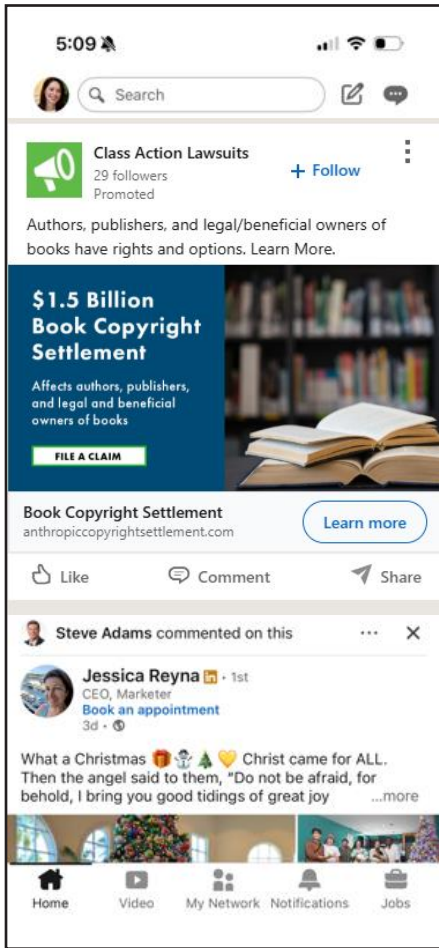 5:09
Search
Class Action Lawsuits
29 followers
Promoted
+ Follow
Authors, publishers, and legal/beneficial owners of
books have rights and options. Learn More.
$1.5 Billion
Book Copyright
Settlement
Affects authors, publishers,
and legal and beneficial
owners of books
FILE A CLAIM
Book Copyright Settlement
anthropiccopyrightsettlement.com
Learn more
Like
Comment
Share
Steve Adams commented on this
Jessica Reyna in • 1st
CEO, Marketer
Book an appointment
3d •
What a Christmas 🎁☃️🎄💛 Christ came for ALL.
Then the angel said to them, “Do not be afraid, for
behold, I bring you good tidings of great joy ...more
Home
Video
My Network
Notifications
Jobs